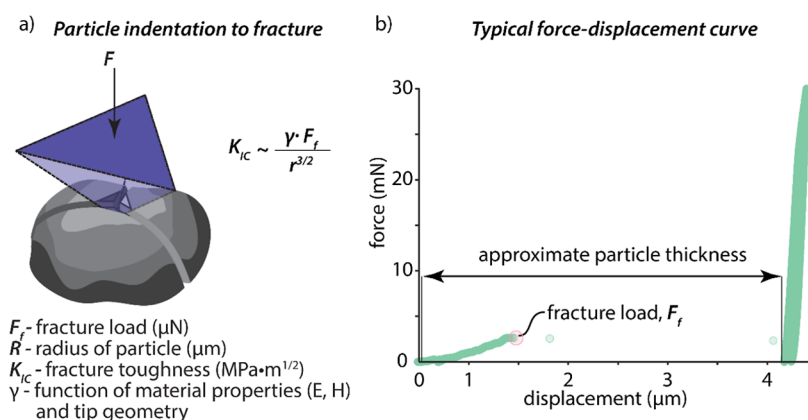 a) Particle indentation to fracture
F
K_IC ~ γ· F_f / r^3/2
F_f - fracture load (μN)
R - radius of particle (μm)
K_IC - fracture toughness (MPa•m^1/2)
γ - function of material properties (E, H)
and tip geometry
b) Typical force-displacement curve
30
20
10
0
force (mN)
approximate particle thickness
fracture load, F_f
0 1 2 3 4
displacement (μm)